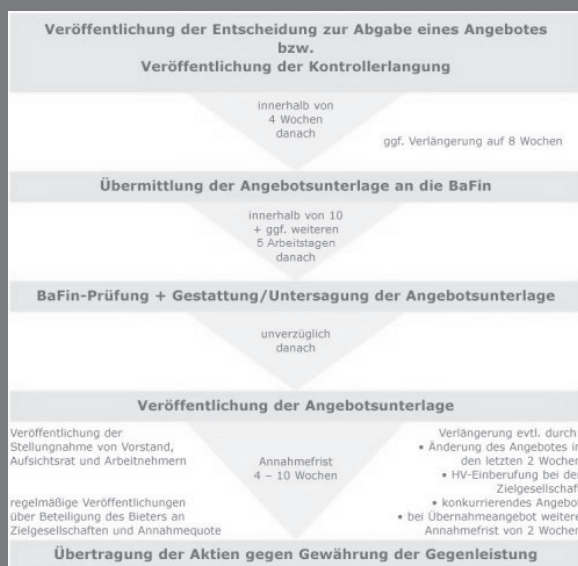 Veröffentlichung der Entscheidung zur Abgabe eines Angebotes
bzw.
Veröffentlichung der Kontrollerlangung
innerhalb von
4 Wochen
danach
ggf. Verlängerung auf 8 Wochen
Übermittlung der Angebotsunterlage an die BaFin
innerhalb von 10
+ ggf. weiteren
5 Arbeitstagen
danach
BaFin-Prüfung + Gestattung/Untersagung der Angebotsunterlage
unverzüglich
danach
Veröffentlichung der Angebotsunterlage
Veröffentlichung der
Stellungnahme von Vorstand,
Aufsichtsrat und Arbeitnehmern
regelmäßige Veröffentlichungen
über Beteiligung des Bieters an
Zielgesellschaften und Annahmequote
Annahmefrist
4 – 10 Wochen
Verlängerung evtl. durch
• Änderung des Angebotes in
den letzten 2 Wochen
• HV-Einberufung bei der
Zielgesellschaft
• konkurrierendes Angebot
• bei Übernahmeangebot weitere
Annahmefrist von 2 Wochen
Übertragung der Aktien gegen Gewährung der Gegenleistung